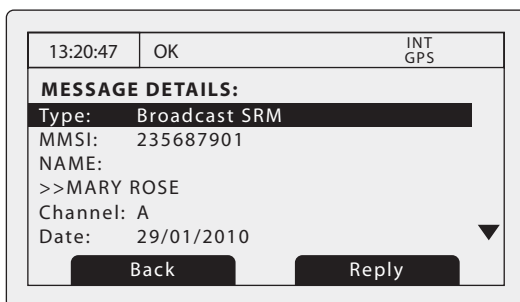 13:20:47 OK INT
GPS
MESSAGE DETAILS:
Type: Broadcast SRM
MMSI: 235687901
NAME:
>>MARY ROSE
Channel: A
Date: 29/01/2010
Back Reply